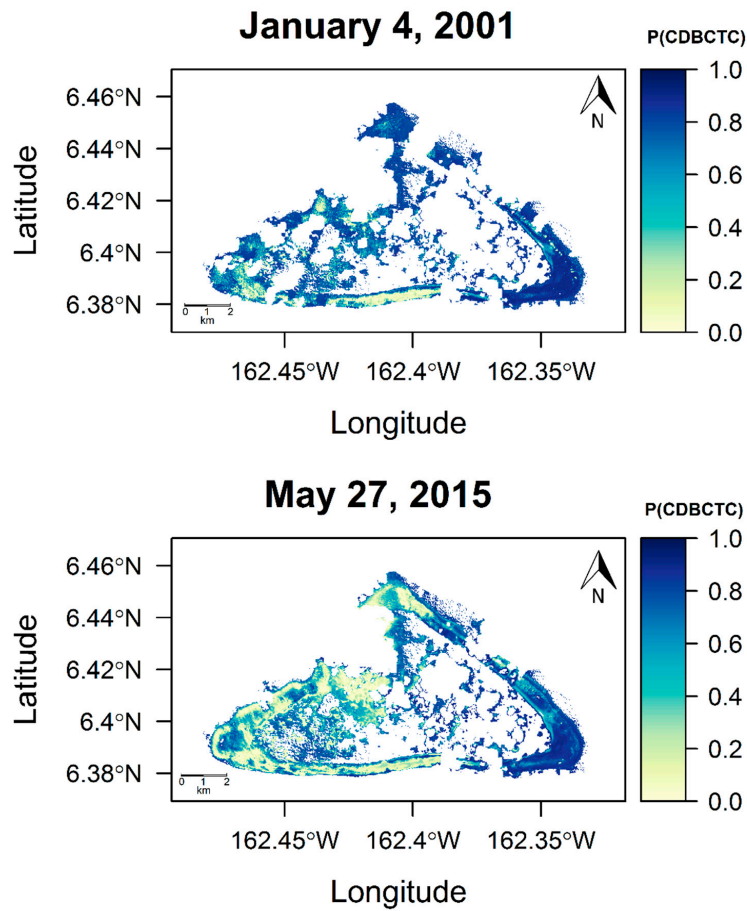 January 4, 2001
P(CDBCTC)
6.46°N
6.44°N
6.42°N
6.4°N
6.38°N
Latitude
N
0 1 2
km
1.0
0.8
0.6
0.4
0.2
0.0
162.45°W 162.4°W 162.35°W
Longitude
May 27, 2015
P(CDBCTC)
6.46°N
6.44°N
6.42°N
6.4°N
6.38°N
Latitude
N
0 1 2
km
1.0
0.8
0.6
0.4
0.2
0.0
162.45°W 162.4°W 162.35°W
Longitude